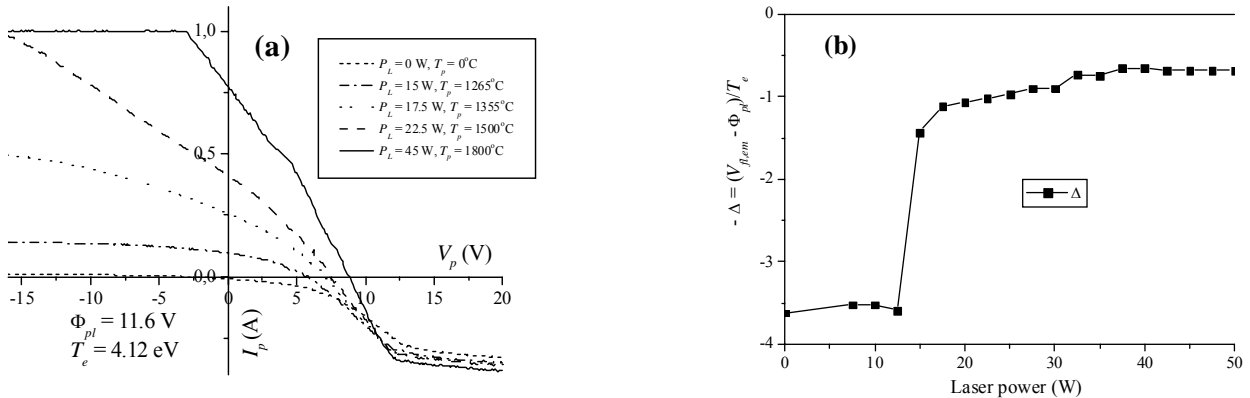 1,0
(a)
P_L = 0 W, T_p = 0°C
P_L = 15 W, T_p = 1265°C
P_L = 17.5 W, T_p = 1355°C
P_L = 22.5 W, T_p = 1500°C
P_L = 45 W, T_p = 1800°C
0,5
V_p (V)
0,0
-15 -10 -5 0 5 10 15 20
Φ_pl = 11.6 V
T_e = 4.12 eV
I_p (A)
(b)
0
-1
-2
-3
-4
- Δ = (V_fl,em - Φ_pl)/T_e
Δ
0 10 20 30 40 50
Laser power (W)